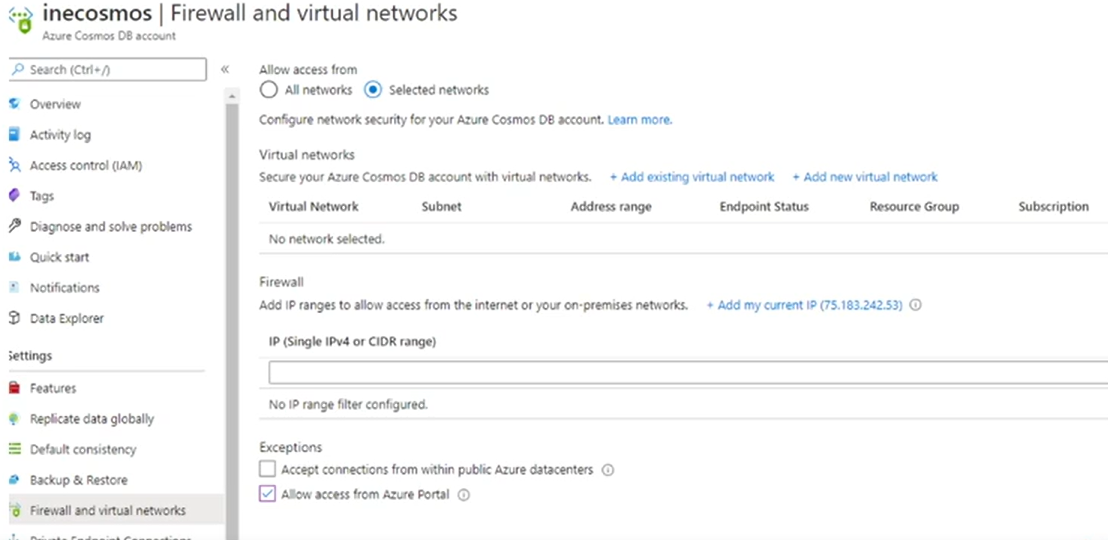 inecosmos | Firewall and virtual networks
Azure Cosmos DB account
Search (Ctrl+/)
«
Overview
Activity log
Access control (IAM)
Tags
Diagnose and solve problems
Quick start
Notifications
Data Explorer
Settings
Features
Replicate data globally
Default consistency
Backup & Restore
Firewall and virtual networks
Private Endpoint Connections
Allow access from
All networks Selected networks
Configure network security for your Azure Cosmos DB account. Learn more.
Virtual networks
Secure your Azure Cosmos DB account with virtual networks. + Add existing virtual network + Add new virtual network
Virtual Network Subnet Address range Endpoint Status Resource Group Subscription
No network selected.
Firewall
Add IP ranges to allow access from the internet or your on-premises networks. + Add my current IP (75.183.242.53)
IP (Single IPv4 or CIDR range)
No IP range filter configured.
Exceptions
Accept connections from within public Azure datacenters
Allow access from Azure Portal